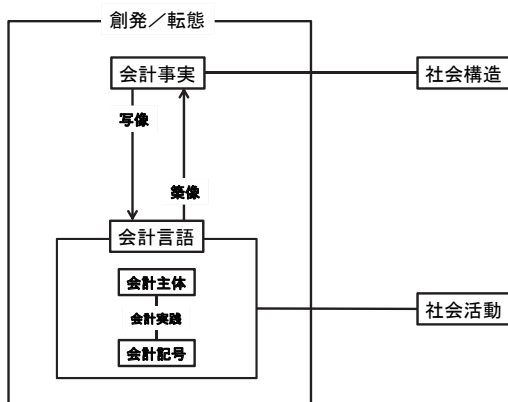 創発／転態
会計事実
社会構造
写像
築像
会計言語
会計主体
会計実践
社会活動
会計記号